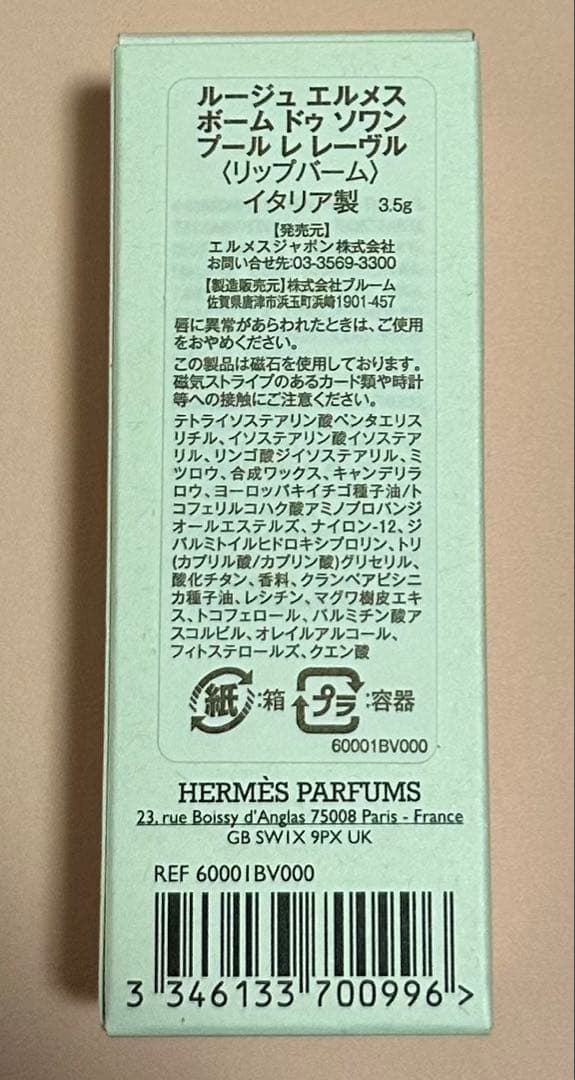 ルージュ エルメス
ボーム ドゥ ソワン
プール レ レーヴル
〈リップバーム〉
イタリア製 3.5g
【発売元】
エルメスジャポン株式会社
お問い合せ先:03-3569-3300
【製造販売元】株式会社ブルーム
佐賀県唐津市浜玉町浜崎1901-457
唇に異常があらわれたときは、ご使用
をおやめください。
この製品は磁石を使用しております。
磁気ストライプのあるカード類や時計
等への接触にご注意ください。
テトライソステアリン酸ペンタエリス
リチル、イソステアリン酸イソステア
リル、リンゴ酸ジイソステアリル、ミ
ツロウ、合成ワックス、キャンデリラ
ロウ、ヨーロッパキイチゴ種子油/ト
コフェリルコハク酸アミノプロパンジ
オールエステルズ、ナイロン-12、ジ
パルミトイルヒドロキシプロリン、トリ
(カプリル酸/カプリン酸)グリセリル、
酸化チタン、香料、クランベアビシニ
カ種子油、レシチン、マグワ樹皮エキ
ス、トコフェロール、パルミチン酸ア
スコルビル、オレイルアルコール、
フィトステロールズ、クエン酸
紙:箱 プラ:容器
60001BV000
HERMÈS PARFUMS
23, rue Boissy d'Anglas 75008 Paris - France
GB SW1X 9PX UK
REF 60001BV000
3 346133 700996 >